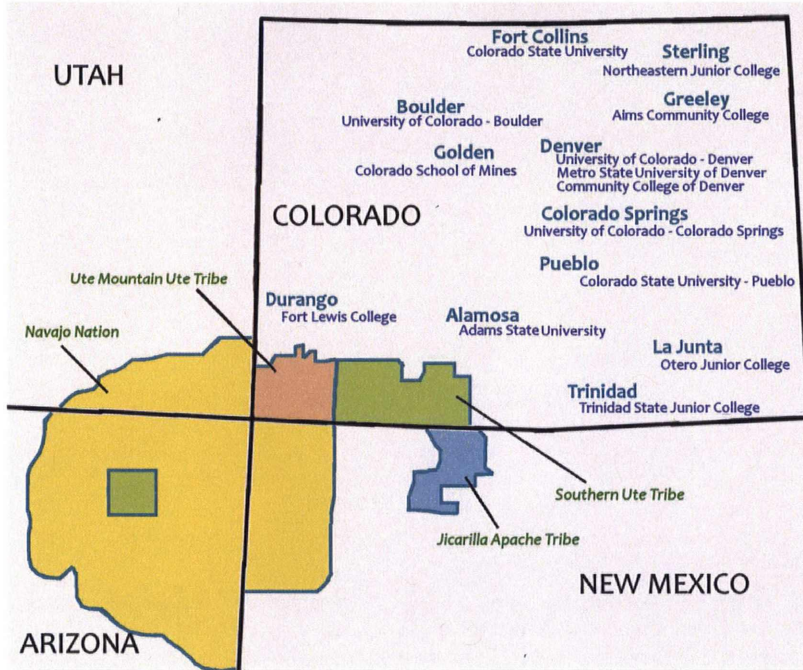 Fort Collins
Colorado State University
Sterling
Northeastern Junior College
UTAH
Boulder
University of Colorado - Boulder
Greeley
Aims Community College
Golden
Colorado School of Mines
Denver
University of Colorado - Denver
Metro State University of Denver
Community College of Denver
COLORADO
Colorado Springs
University of Colorado - Colorado Springs
Pueblo
Colorado State University - Pueblo
Ute Mountain Ute Tribe
Durango
Fort Lewis College
Alamosa
Adams State University
Navajo Nation
La Junta
Otero Junior College
Trinidad
Trinidad State Junior College
Southern Ute Tribe
Jicarilla Apache Tribe
NEW MEXICO
ARIZONA